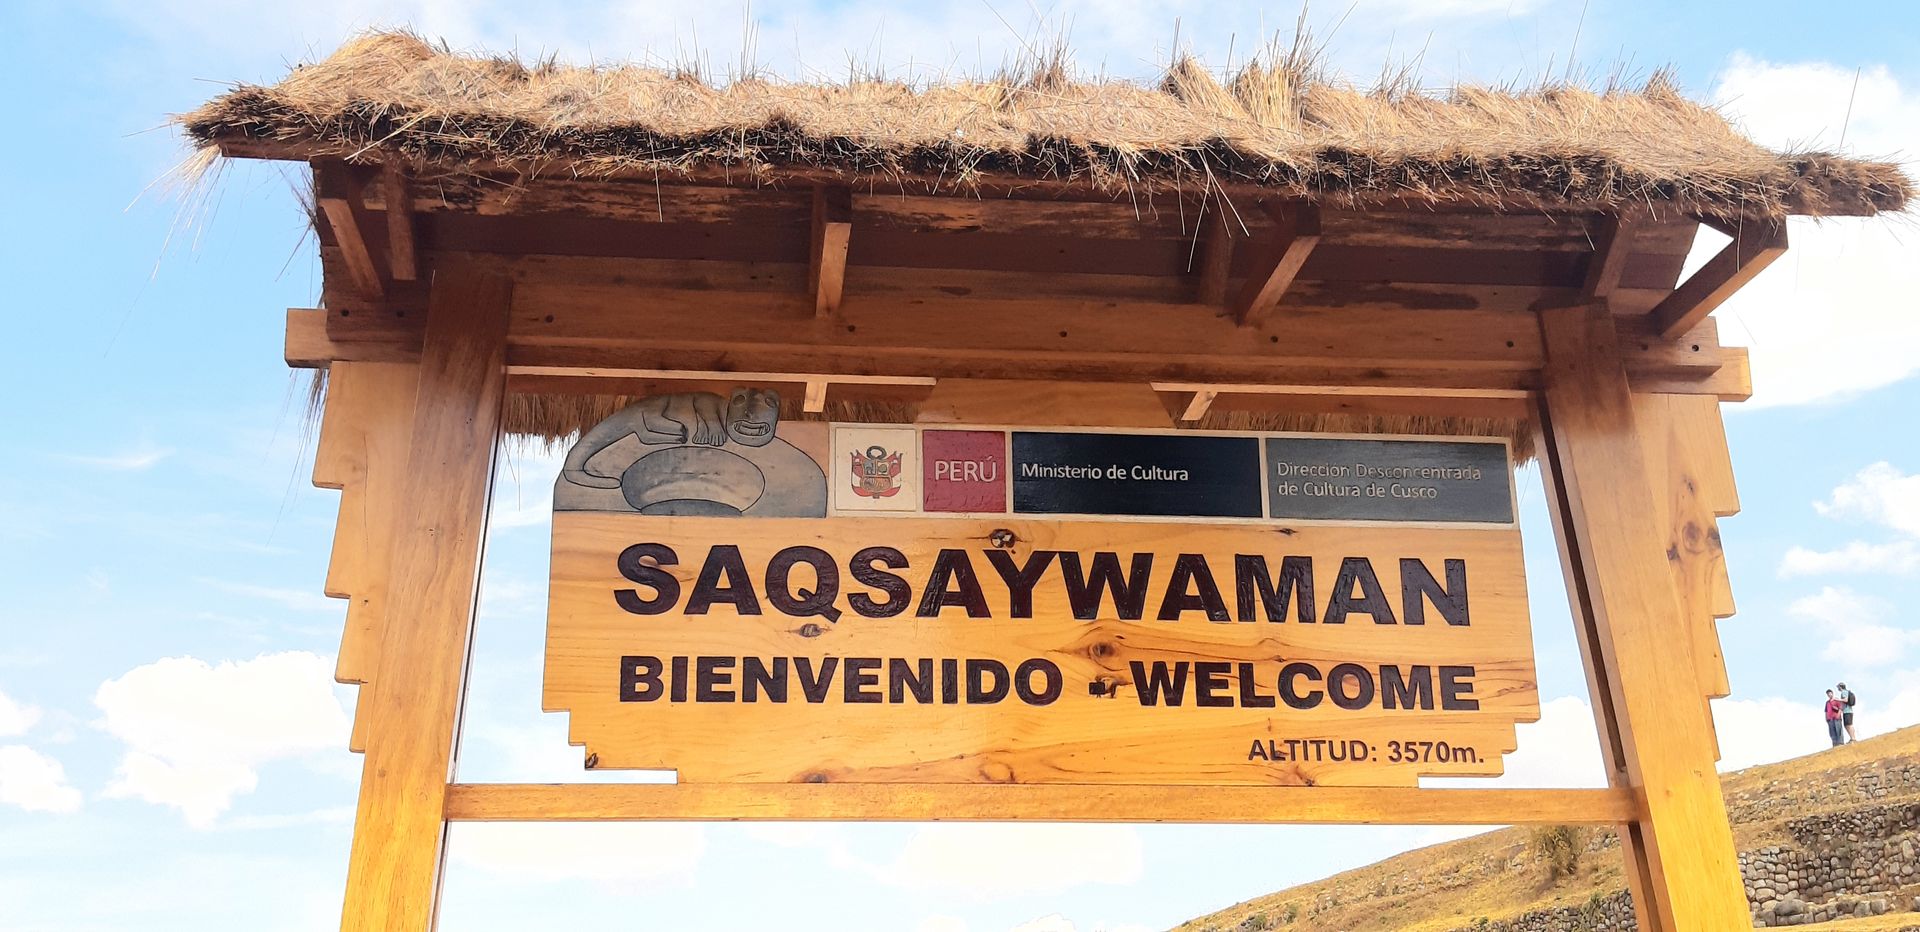 PERÚ
Ministerio de Cultura
Dirección Desconcentrada
de Cultura de Cusco
SAQSAYWAMAN
BIENVENIDO - WELCOME
ALTITUD: 3570m.